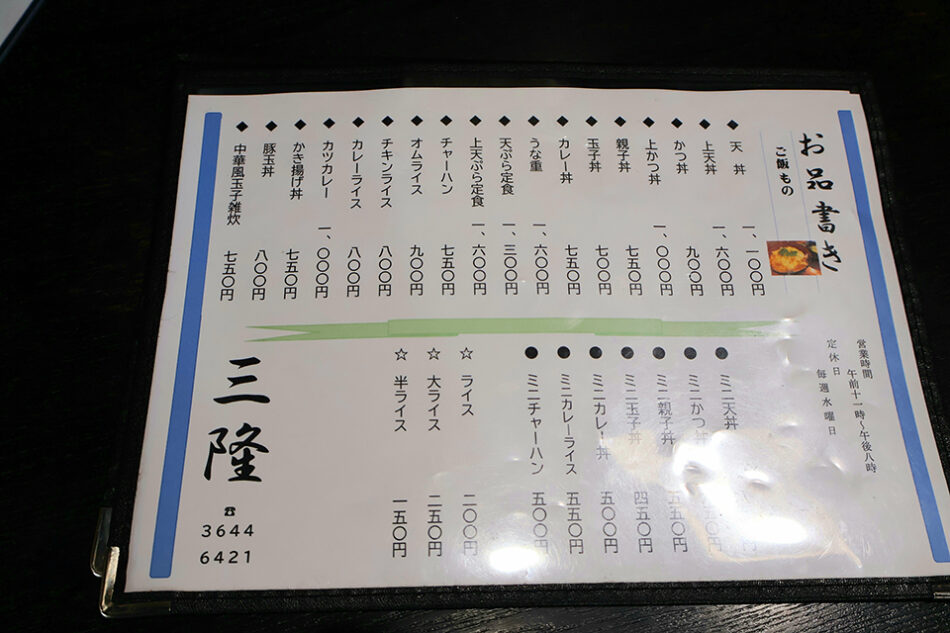 お品書き
ご飯もの
◆天丼 一、一〇〇円
◆上天丼 一、六〇〇円
◆かつ丼 九〇〇円
◆上かつ丼 一、〇〇〇円
◆親子丼 七五〇円
◆玉子丼 七〇〇円
◆カレー丼 七五〇円
◆うな重 一、六〇〇円
◆天ぷら定食 一、三〇〇円
◆上天ぷら定食 一、六〇〇円
◆チャーハン 七五〇円
◆オムライス 九〇〇円
◆チキンライス 八〇〇円
◆カレーライス 八〇〇円
◆カツカレー 一、〇〇〇円
◆かき揚げ丼 七五〇円
◆豚玉丼 八〇〇円
◆中華風玉子雑炊 七五〇円
営業時間
午前十一時〜午後八時
定休日
毎週水曜日
●ミニ天丼
●ミニかつ丼
●ミニ親子丼
●ミニ玉子丼 四五〇円
●ミニカレー丼 五〇〇円
●ミニカレーライス 五五〇円
●ミニチャーハン 五〇〇円
☆ライス 二〇〇円
☆大ライス 二五〇円
☆半ライス 一五〇円
三隆
☎
3644
6421